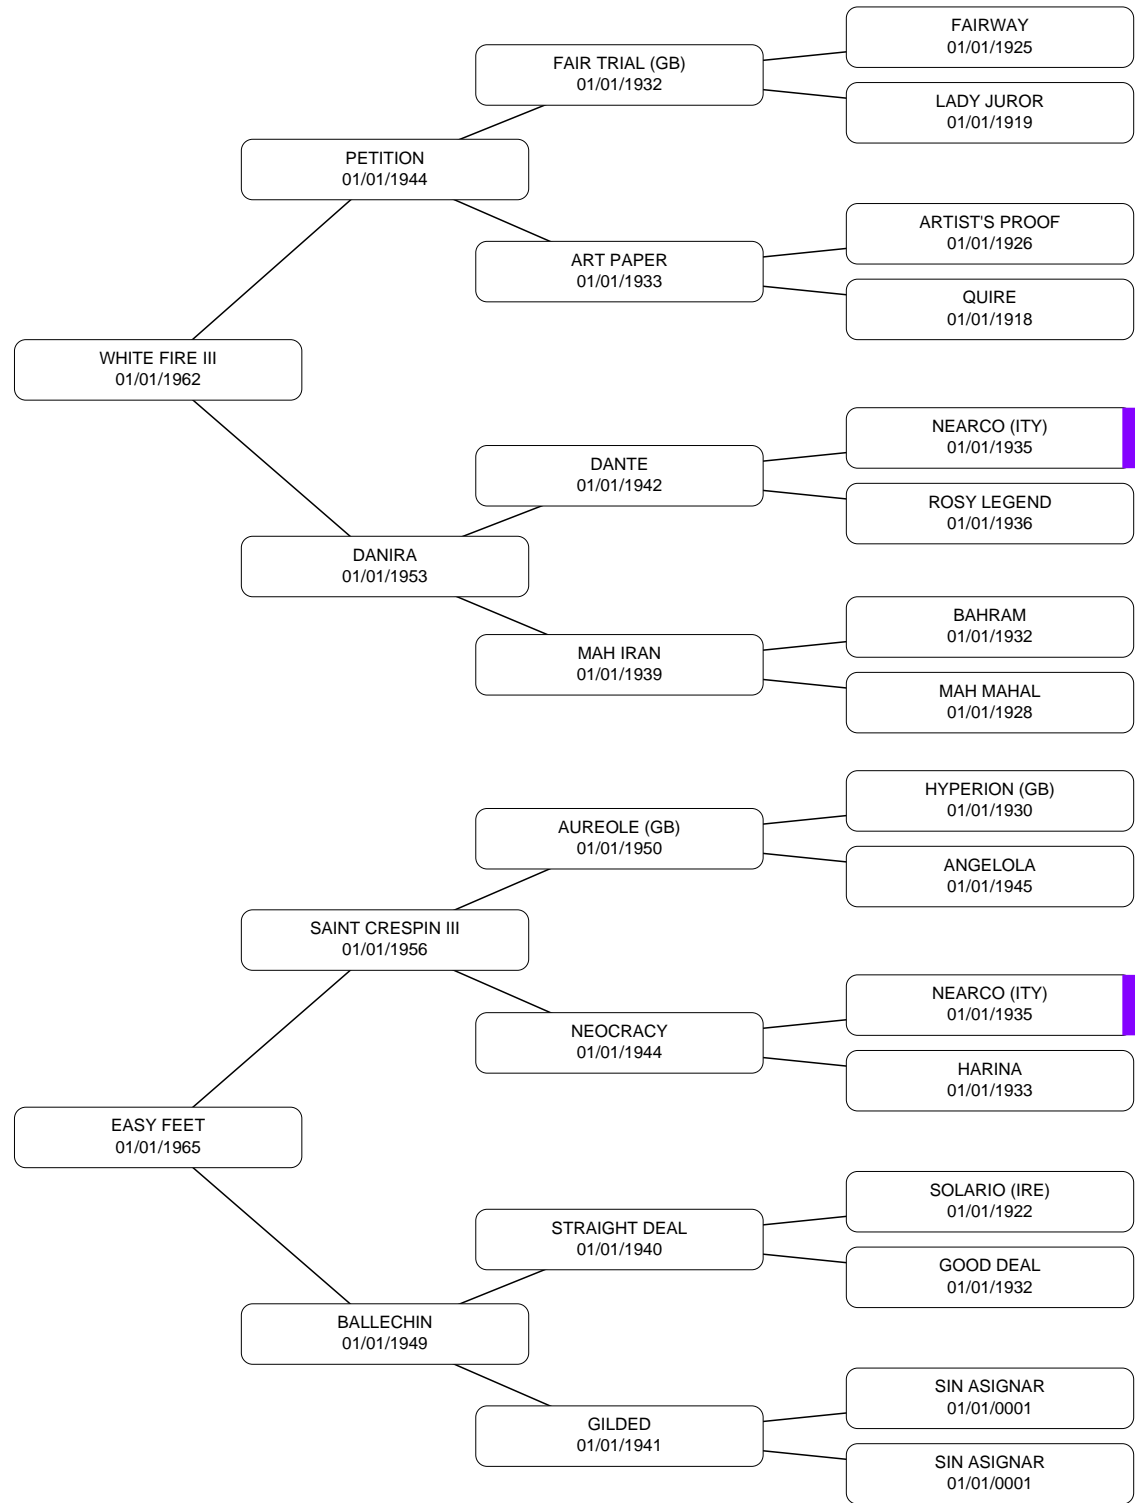 FAIRWAY
01/01/1925
FAIR TRIAL (GB)
01/01/1932
LADY JUROR
01/01/1919
PETITION
01/01/1944
ARTIST'S PROOF
01/01/1926
ART PAPER
01/01/1933
QUIRE
01/01/1918
WHITE FIRE III
01/01/1962
NEARCO (ITY)
01/01/1935
DANTE
01/01/1942
ROSY LEGEND
01/01/1936
DANIRA
01/01/1953
BAHRAM
01/01/1932
MAH IRAN
01/01/1939
MAH MAHAL
01/01/1928
HYPERION (GB)
01/01/1930
AUREOLE (GB)
01/01/1950
ANGELOLA
01/01/1945
SAINT CRESPIN III
01/01/1956
NEARCO (ITY)
01/01/1935
NEOCRACY
01/01/1944
HARINA
01/01/1933
EASY FEET
01/01/1965
SOLARIO (IRE)
01/01/1922
STRAIGHT DEAL
01/01/1940
GOOD DEAL
01/01/1932
BALLECHIN
01/01/1949
SIN ASIGNAR
01/01/0001
GILDED
01/01/1941
SIN ASIGNAR
01/01/0001